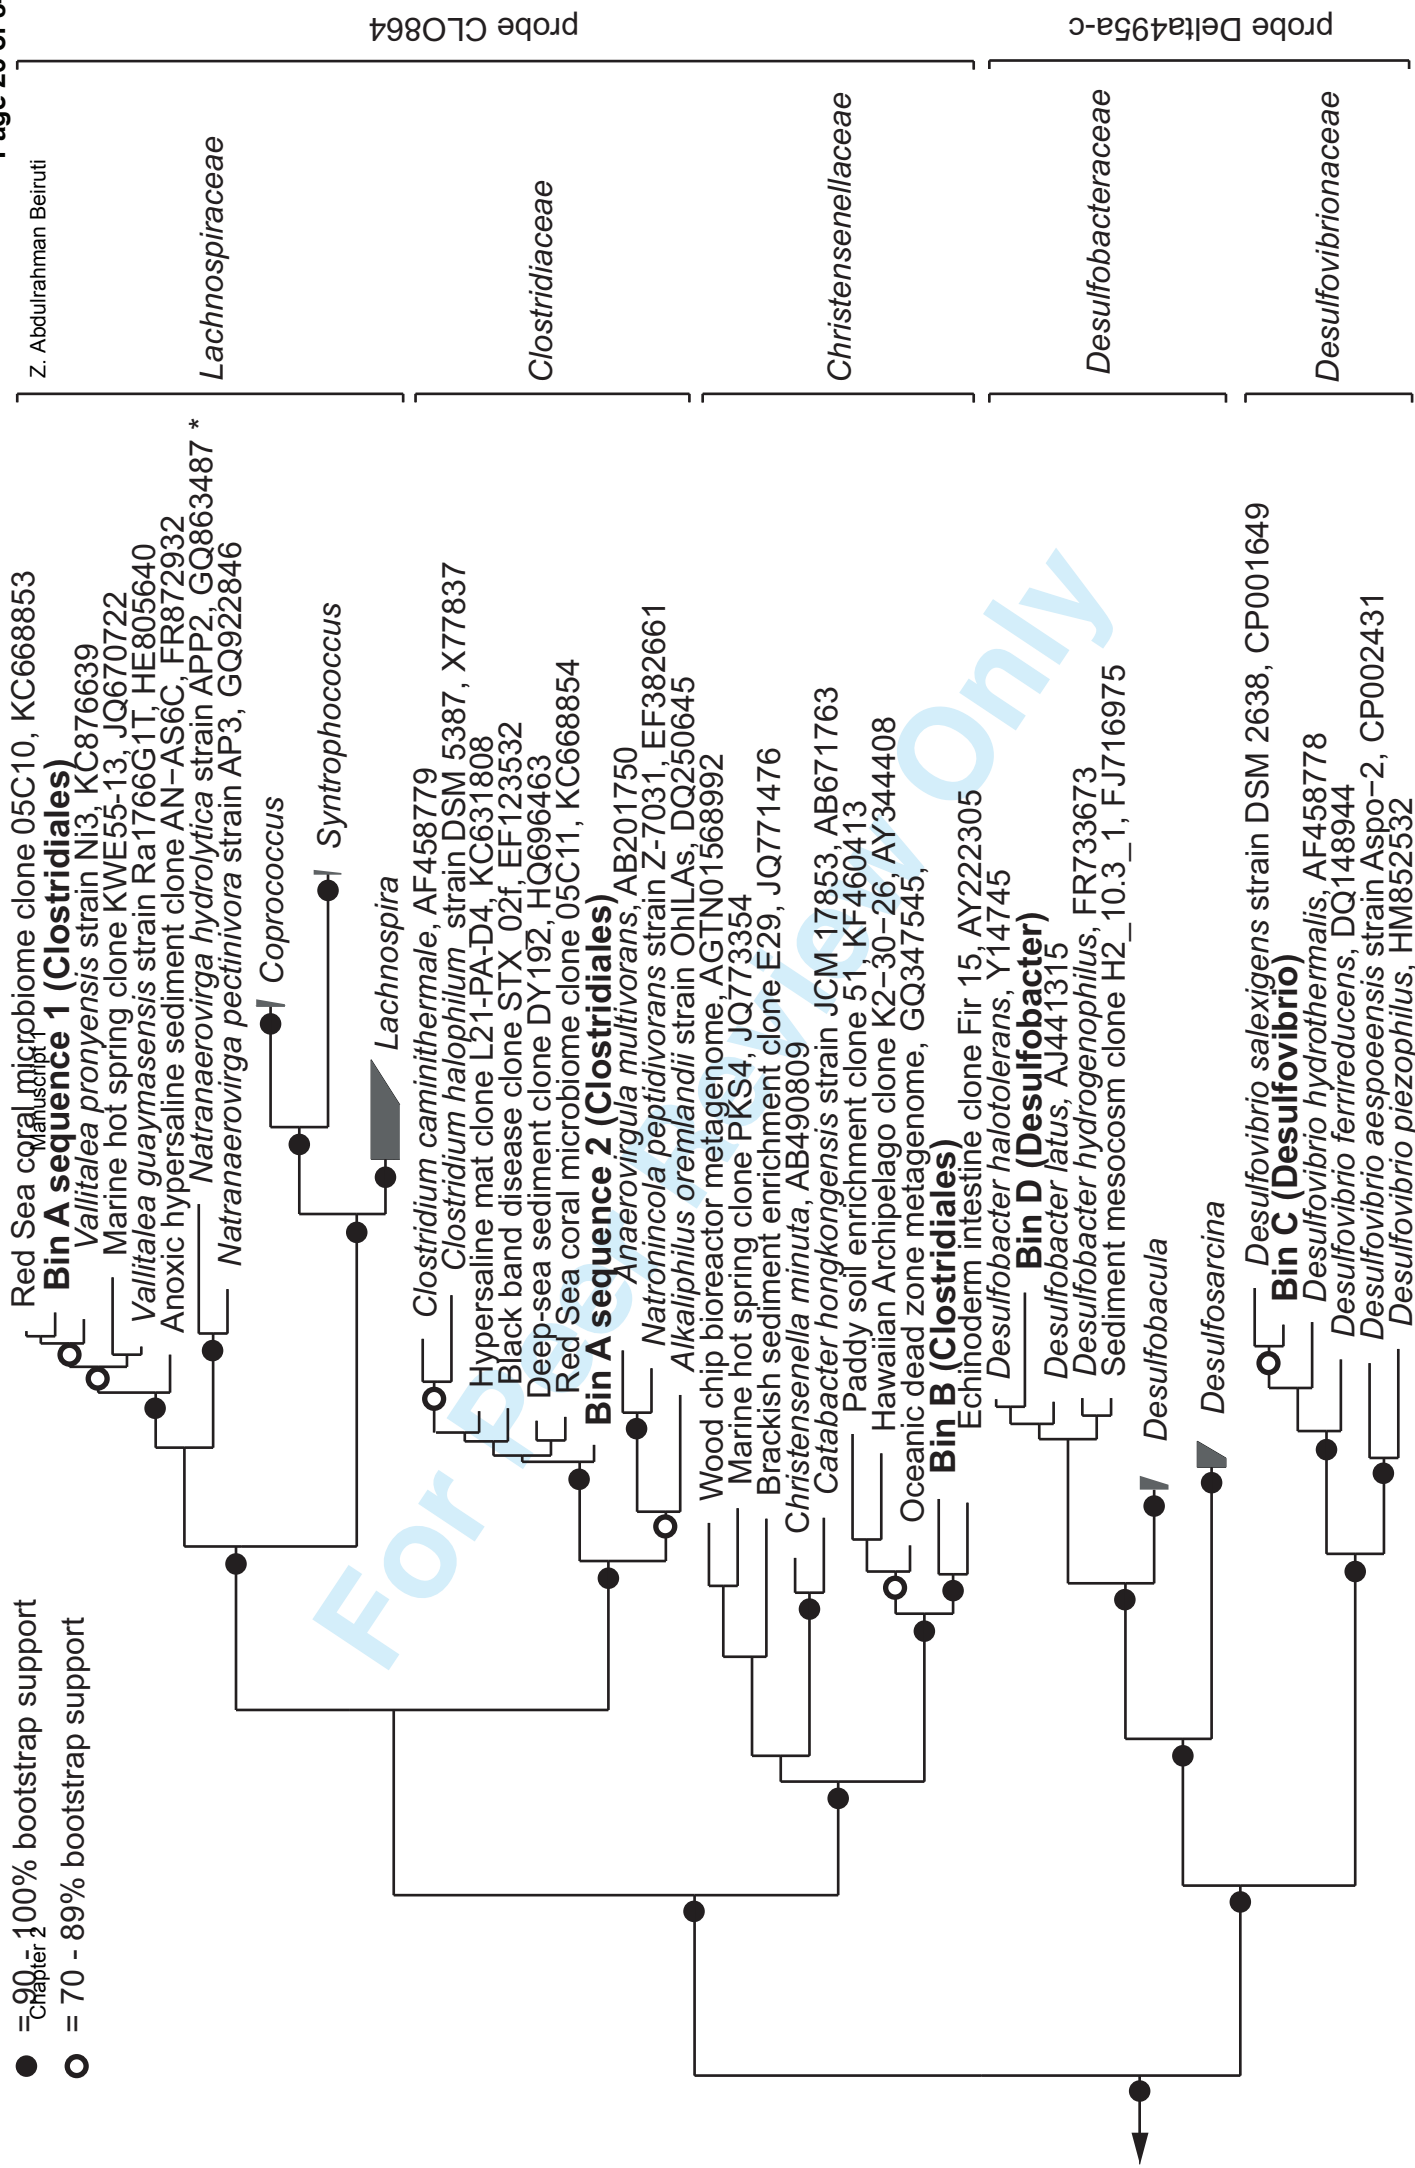 Page 20 of 3
Z. Abdulrahman Beiruti
Manuscript 1
Chapter 2
= 90 - 100% bootstrap support
= 70 - 89% bootstrap support
Red Sea coral microbiome clone 05C10, KC668853
Bin A sequence 1 (Clostridiales)
Vallitalea pronyensis strain Ni3, KC876639
Marine hot spring clone KWE55-13, JQ670722
Vallitalea guaymasensis strain Ra1766G1T, HE805640
Anoxic hypersaline sediment clone AN−AS6C, FR872932
Natranaerovirga hydrolytica strain APP2, GQ863487 *
Natranaerovirga pectinivora strain AP3, GQ922846
Coprococcus
Syntrophococcus
Lachnospira
Clostridium caminithermale, AF458779
Clostridium halophilum strain DSM 5387, X77837
Hypersaline mat clone L21-PA-D4, KC631808
Black band disease clone STX_02f, EF123532
Deep-sea sediment clone DY192, HQ696463
Red Sea coral microbiome clone 05C11, KC668854
Bin A sequence 2 (Clostridiales)
Anaerovirgula multivorans, AB201750
Natronincola peptidivorans strain Z-7031, EF382661
Alkaliphilus oremlandii strain OhILAs, DQ250645
Wood chip bioreactor metagenome, AGTN01568992
Marine hot spring clone PKS4, JQ773354
Brackish sediment enrichment clone E29, JQ771476
Christensenella minuta, AB490809
Catabacter hongkongensis strain JCM 17853, AB671763
Paddy soil enrichment clone 51, KF460413
Hawaiian Archipelago clone K2−30−26, AY344408
Oceanic dead zone metagenome, GQ347545,
Bin B (Clostridiales)
Echinoderm intestine clone Fir 15, AY222305
Desulfobacter halotolerans, Y14745
Bin D (Desulfobacter)
Desulfobacter latus, AJ441315
Desulfobacter hydrogenophilus, FR733673
Sediment mesocosm clone H2_10.3_1, FJ716975
Desulfobacula
Desulfosarcina
Desulfovibrio salexigens strain DSM 2638, CP001649
Bin C (Desulfovibrio)
Desulfovibrio hydrothermalis, AF458778
Desulfovibrio ferrireducens, DQ148944
Desulfovibrio aespoeensis strain Aspo−2, CP002431
Desulfovibrio piezophilus, HM852532
Lachnospiraceae
Clostridiaceae
Christensenellaceae
Desulfobacteraceae
Desulfovibrionaceae
probe CLO864
probe Delta495a-c
For Peer Review Only